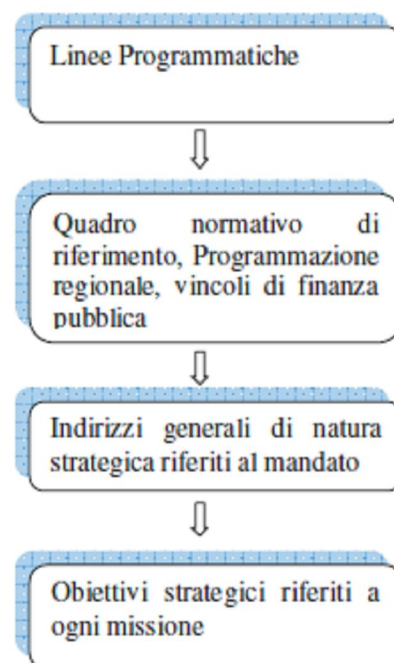 Linee Programmatiche
Quadro normativo di
riferimento, Programmazione
regionale, vincoli di finanza
pubblica
Indirizzi generali di natura
strategica riferiti al mandato
Obiettivi strategici riferiti a
ogni missione